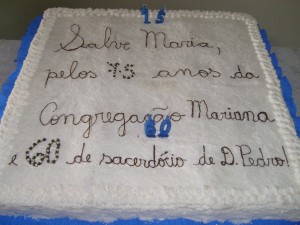 75
Salve Maria,
pelos 75 anos da
Congregação Mariana
60
e 60 de sacerdócio de D. Pedro!